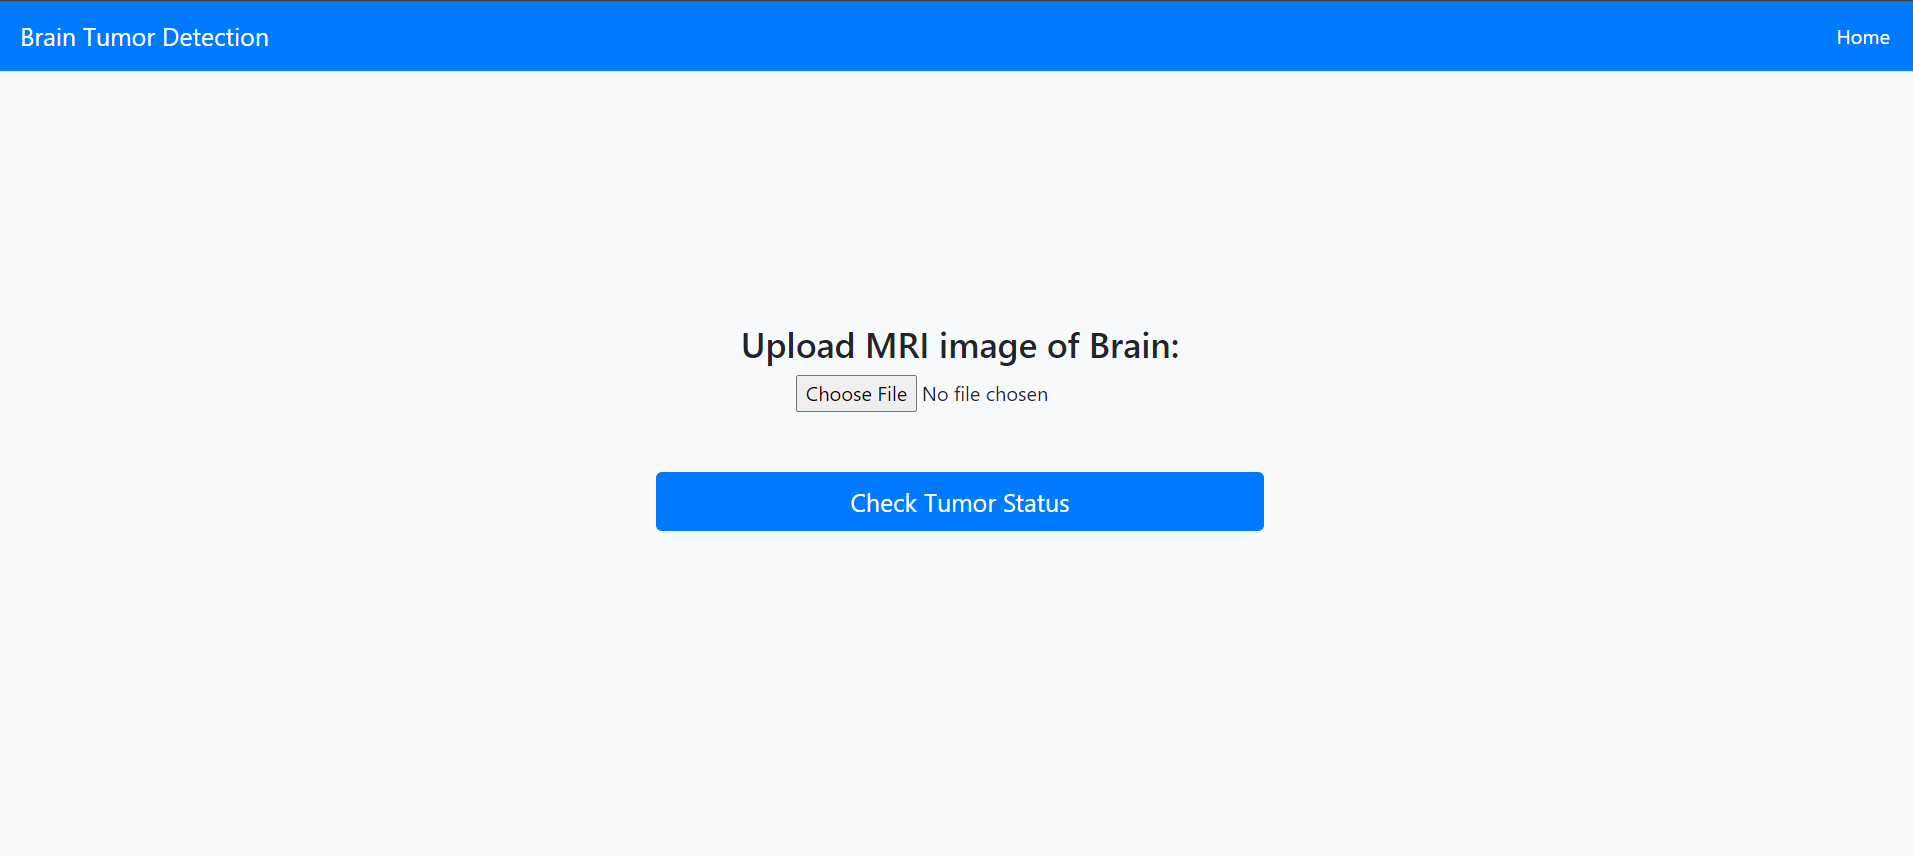 Brain Tumor Detection
Home
Upload MRI image of Brain:
Choose File No file chosen
Check Tumor Status